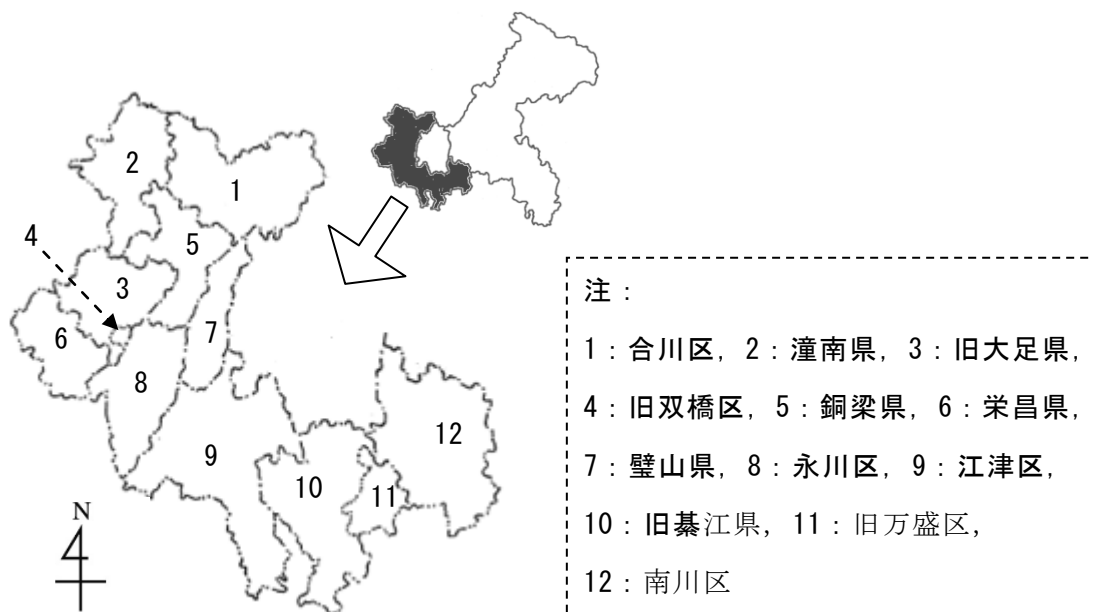 2
1
4
5
3
6
7
8
9
12
10
11
N
注：
1：合川区，2：潼南県，3：旧大足県，
4：旧双橋区，5：銅梁県，6：栄昌県，
7：璧山県，8：永川区，9：江津区，
10：旧綦江県，11：旧万盛区，
12：南川区